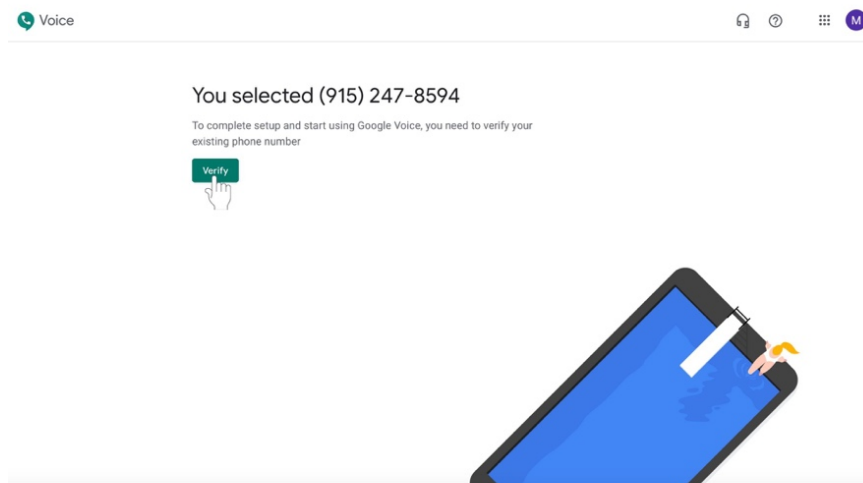 Voice
M
You selected (915) 247-8594
To complete setup and start using Google Voice, you need to verify your
existing phone number
Verify